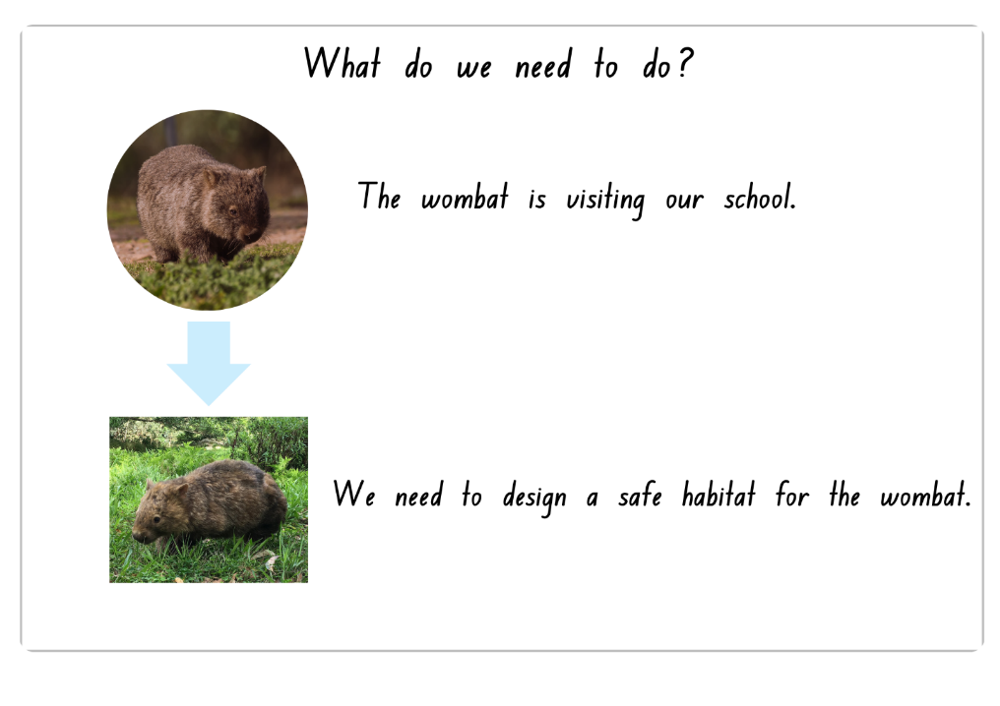 What do we need to do?
The wombat is visiting our school.
We need to design a safe habitat for the wombat.